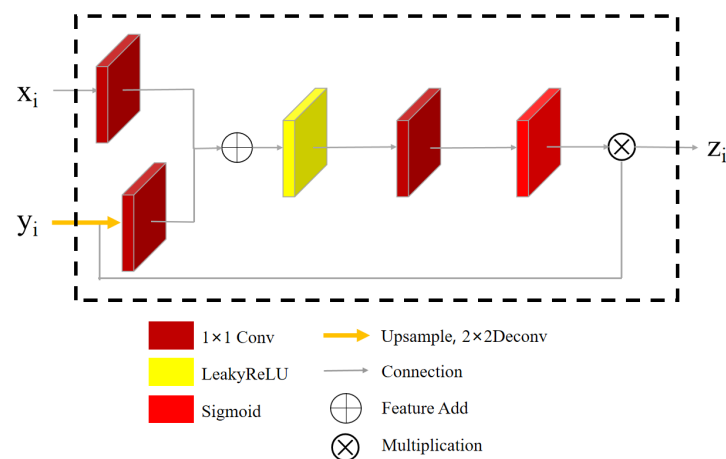 xᵢ
yᵢ
zᵢ
1×1 Conv
LeakyReLU
Sigmoid
Upsample, 2×2Deconv
Connection
Feature Add
Multiplication